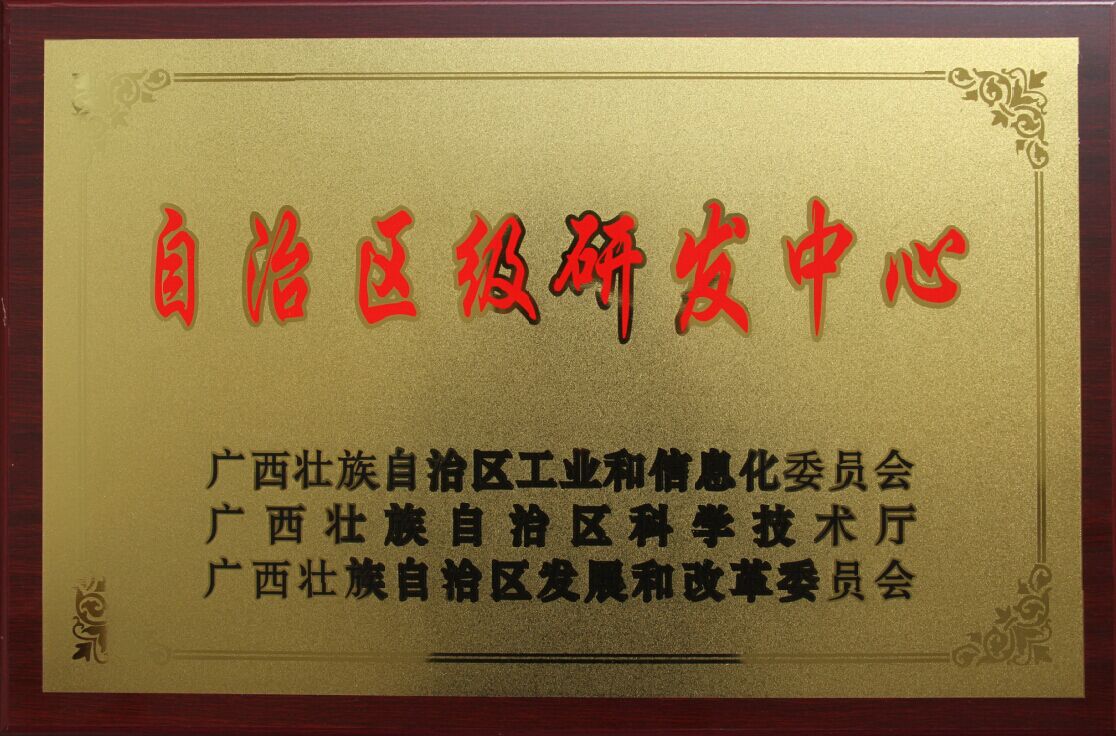 自治区级研发中心
广西壮族自治区工业和信息化委员会
广西壮族自治区科学技术厅
广西壮族自治区发展和改革委员会